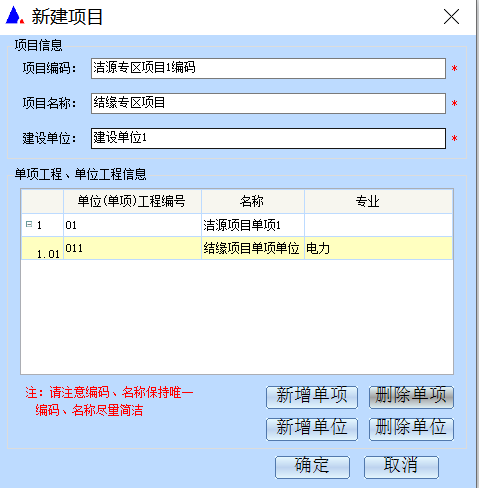 新建项目
项目信息
项目编码： 洁源专区项目1编码 *
项目名称： 结缘专区项目 *
建设单位： 建设单位1 *
单项工程、单位工程信息
单位(单项)工程编号 名称 专业
1 01 洁源项目单项1
1.01 011 结缘项目单项单位 电力
注：请注意编码、名称保持唯一
编码、名称尽量简洁
新增单项 删除单项
新增单位 删除单位
确定 取消